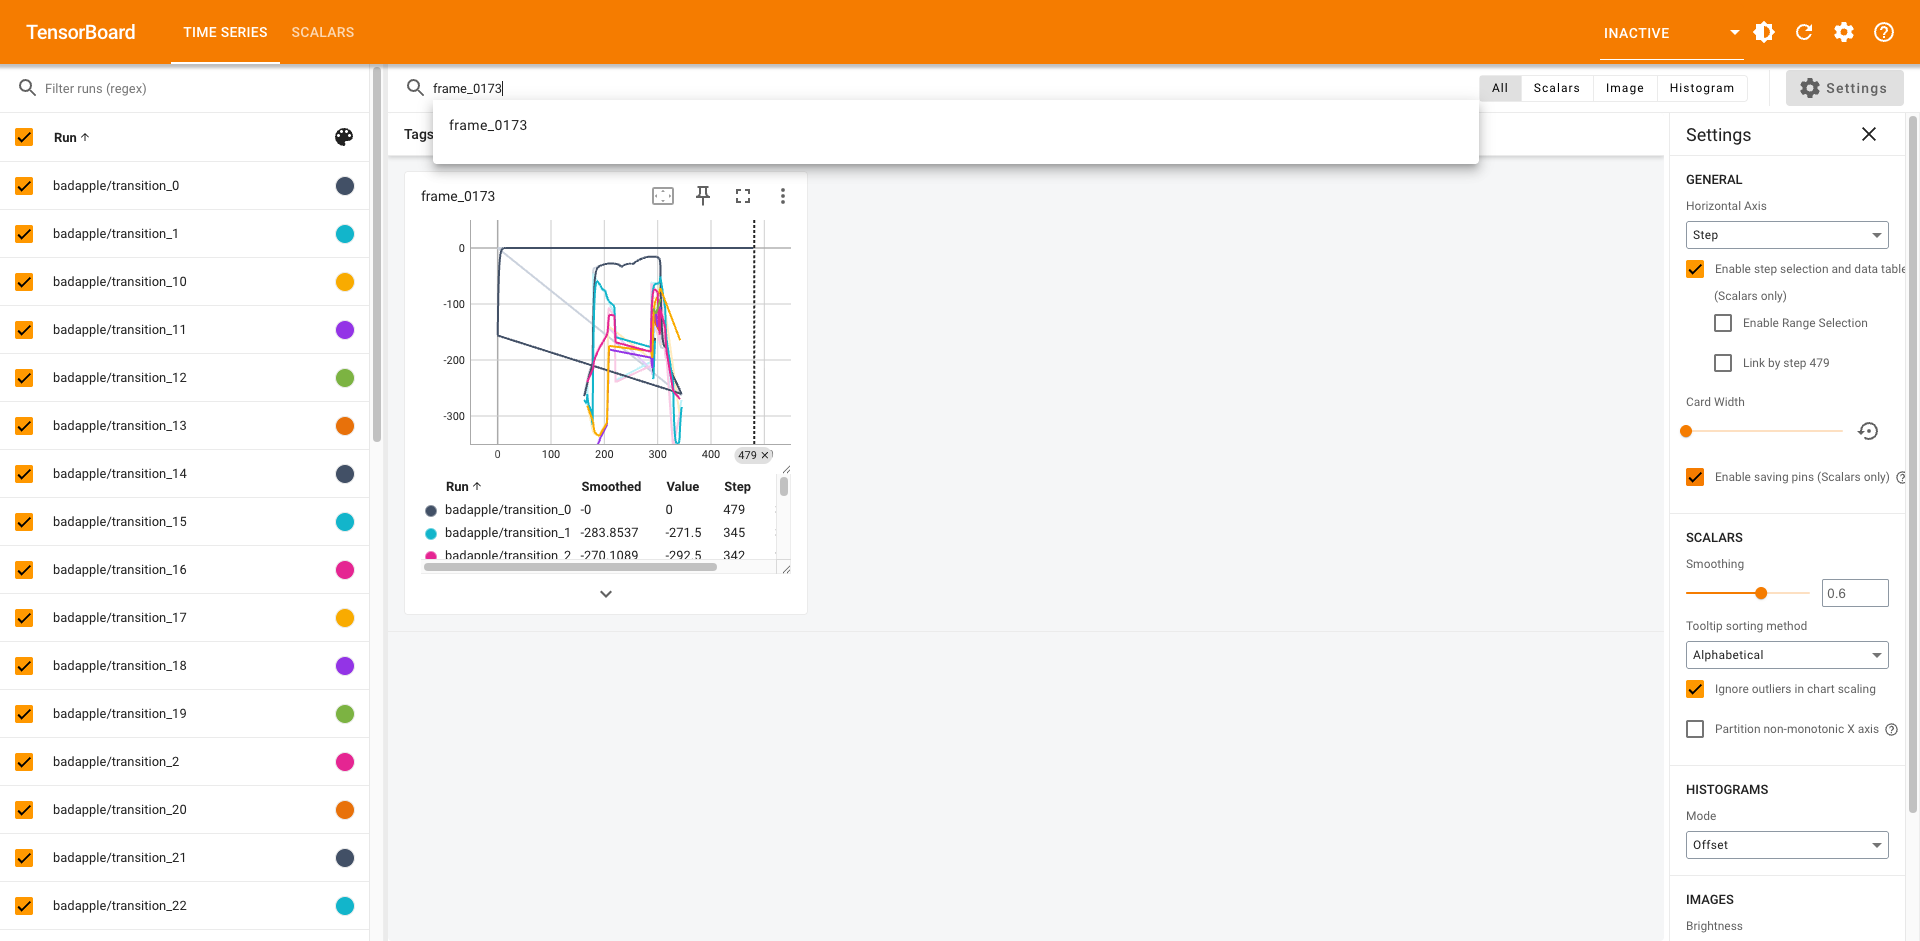 TensorBoard
TIME SERIES
SCALARS
INACTIVE
Filter runs (regex)
frame_0173
All
Scalars
Image
Histogram
Settings
frame_0173
Tags
Run
badapple/transition_0
badapple/transition_1
badapple/transition_10
badapple/transition_11
badapple/transition_12
badapple/transition_13
badapple/transition_14
badapple/transition_15
badapple/transition_16
badapple/transition_17
badapple/transition_18
badapple/transition_19
badapple/transition_2
badapple/transition_20
badapple/transition_21
badapple/transition_22
frame_0173
0
-100
-200
-300
0 100 200 300 400 479
Run Smoothed Value Step
badapple/transition_0 -0 0 479
badapple/transition_1 -283.8537 -271.5 345
badapple/transition_2 -270.1089 -292.5 342
Settings
GENERAL
Horizontal Axis
Step
Enable step selection and data table
(Scalars only)
Enable Range Selection
Link by step 479
Card Width
Enable saving pins (Scalars only)
SCALARS
Smoothing
0.6
Tooltip sorting method
Alphabetical
Ignore outliers in chart scaling
Partition non-monotonic X axis
HISTOGRAMS
Mode
Offset
IMAGES
Brightness